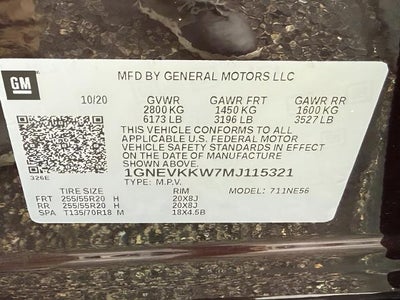 GM
MFD BY GENERAL MOTORS LLC
10/20 GVWR GAWR FRT GAWR RR
2800 KG 1450 KG 1600 KG
6173 LB 3196 LB 3527 LB
THIS VEHICLE CONFORMS TO ALL
APPLICABLE U.S. FEDERAL MOTOR
VEHICLE SAFETY STANDARDS IN EFFECT
ON THE DATE OF MANUFACTURE
SHOWN ABOVE.
326E 1GNEVKKW7MJ115321
TYPE: M.P.V. MODEL: 711NE56
TIRE SIZE RIM
FRT 255/55R20 H 20X8J
RR 255/55R20 H 20X8J
SPA T135/70R18 M 18X4.5B